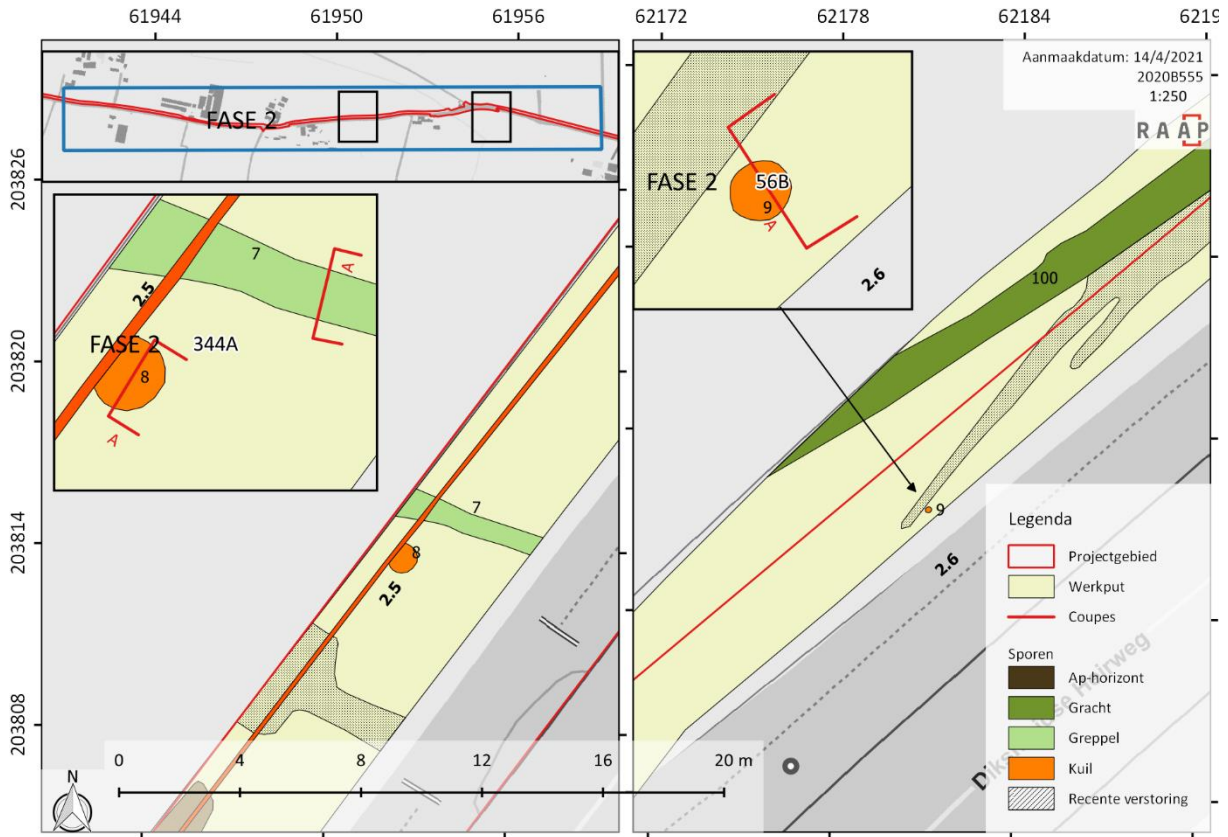 61944 61950 61956
62172 62178 62184 6219
203826
203820
203814
203808
FASE 2
7
A
2.5
FASE 2
344A
8
A
7
8
2.5
0 4 8 12 16 20 m
N
FASE 2
56B
9
A
2.6
Aanmaakdatum: 14/4/2021
2020B555
1:250
RAAP
100
9
2.6
Legenda
Projectgebied
Werkput
Coupes
Sporen
Ap-horizont
Gracht
Greppel
Kuil
Recente verstoring